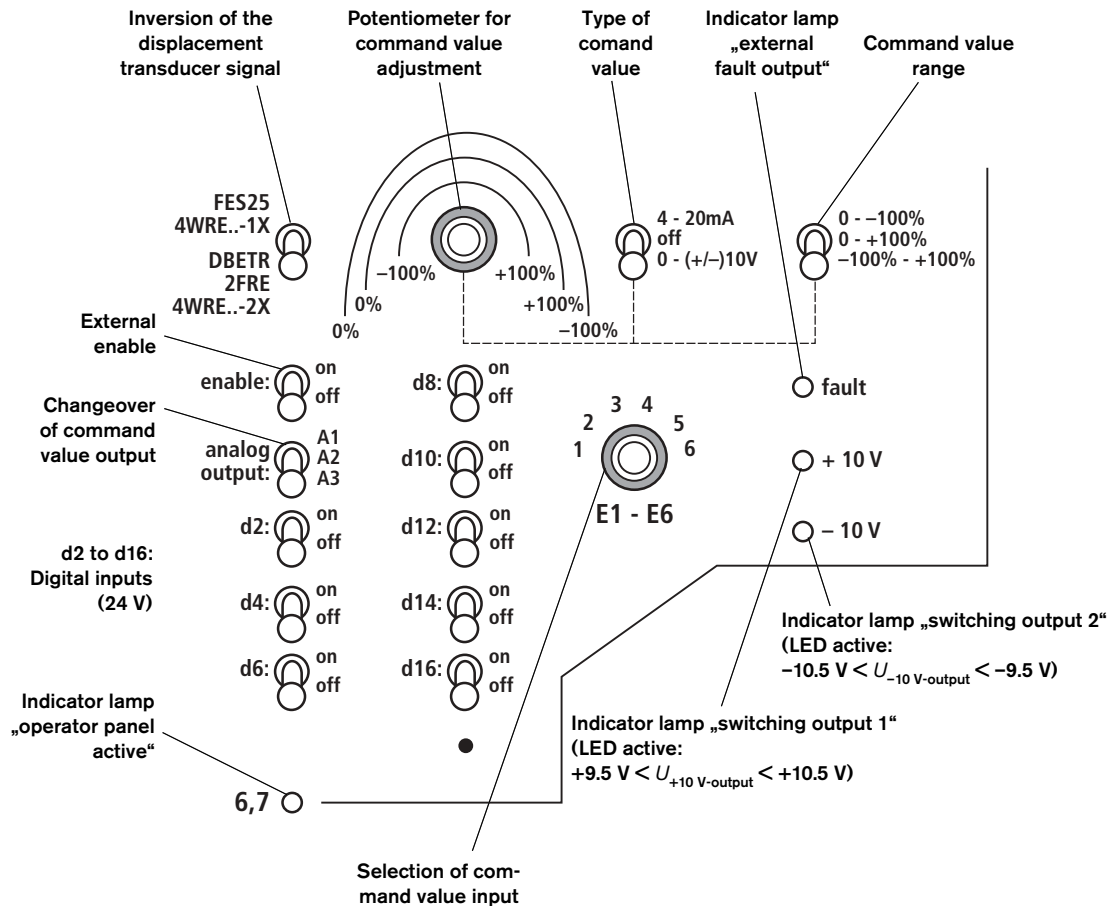 Inversion of the
displacement
transducer signal
Potentiometer for
command value
adjustment
Type of
comand
value
Indicator lamp
„external
fault output“
Command value
range
FES25
4WRE..-1X
DBETR
2FRE
4WRE..-2X
–100%
+100%
0%
+100%
0%
–100%
4 - 20mA
off
0 - (+/–)10V
0 - –100%
0 - +100%
–100% - +100%
External
enable
enable:
on
off
d8:
on
off
fault
Changeover
of command
value output
analog
output:
A1
A2
A3
d10:
on
off
1
2
3
4
5
6
E1 - E6
+ 10 V
– 10 V
d2 to d16:
Digital inputs
(24 V)
d2:
on
off
d12:
on
off
d4:
on
off
d14:
on
off
d6:
on
off
d16:
on
off
Indicator lamp „switching output 2“
(LED active:
–10.5 V < U–10 V-output < –9.5 V)
Indicator lamp
„operator panel
active“
Indicator lamp „switching output 1“
(LED active:
+9.5 V < U+10 V-output < +10.5 V)
6,7
Selection of com-
mand value input